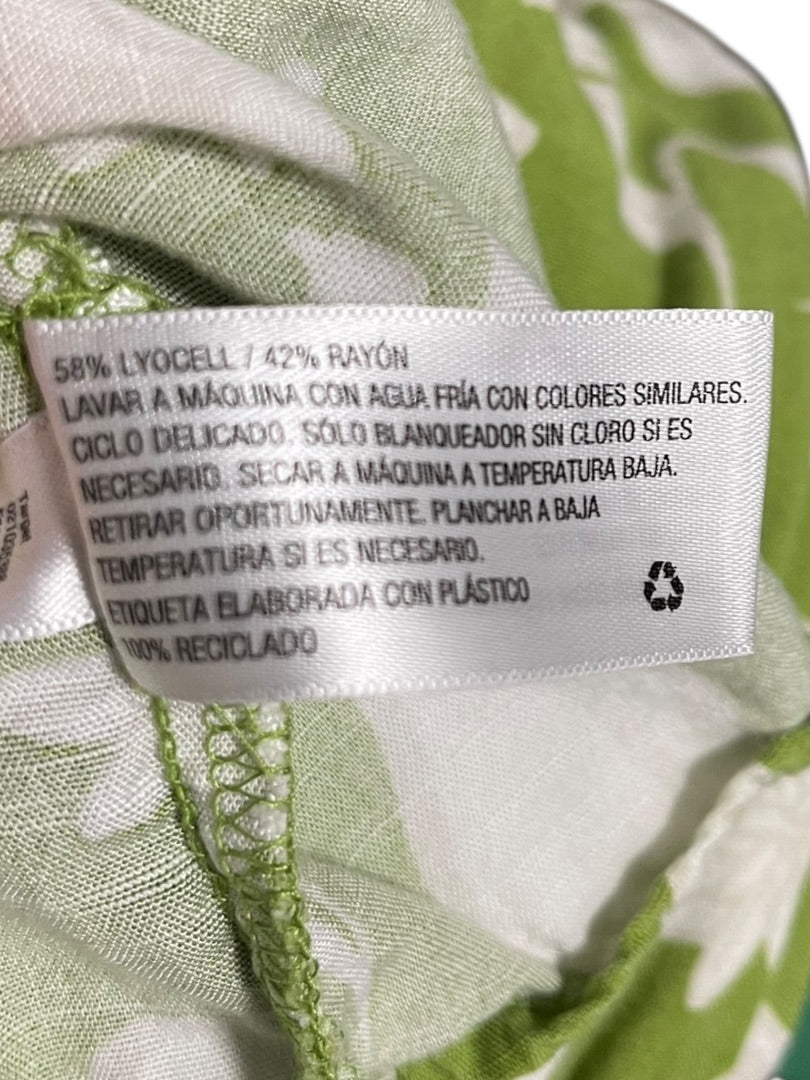 58% LYOCELL / 42% RAYÓN
LAVAR A MÁQUINA CON AGUA FRÍA CON COLORES SIMILARES.
CICLO DELICADO. SÓLO BLANQUEADOR SIN CLORO SI ES
NECESARIO. SECAR A MÁQUINA A TEMPERATURA BAJA.
RETIRAR OPORTUNAMENTE. PLANCHAR A BAJA
TEMPERATURA SI ES NECESARIO.
ETIQUETA ELABORADA CON PLÁSTICO
100% RECICLADO
Target